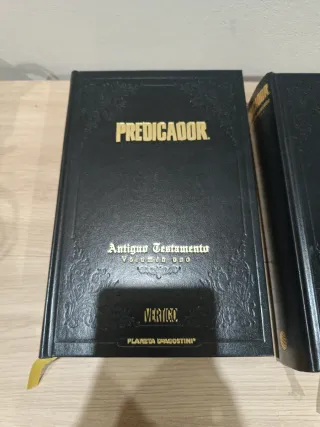 PREDICADOR
Antiguo Testamento
Volumen uno
VERTIGO
PLANETA DEAGOSTINI